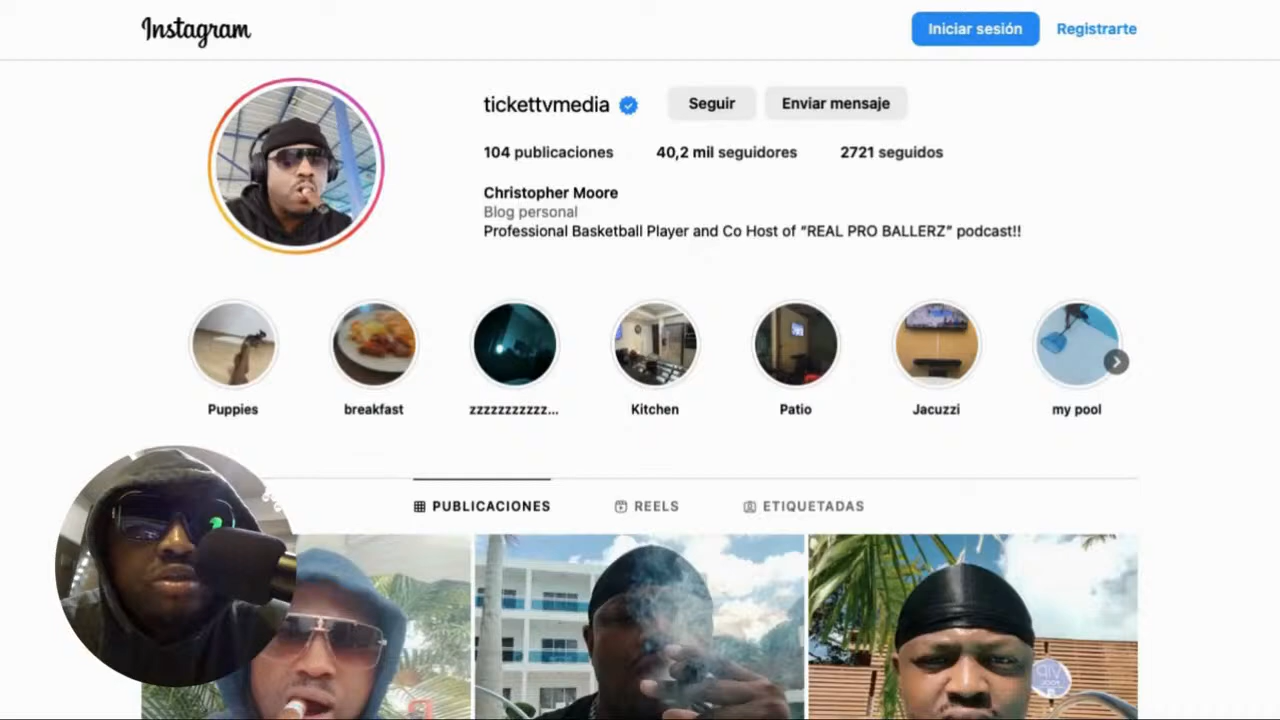 Instagram
Iniciar sesión
Registrarte
tickettvmedia
Seguir
Enviar mensaje
104 publicaciones
40,2 mil seguidores
2721 seguidos
Christopher Moore
Blog personal
Professional Basketball Player and Co Host of “REAL PRO BALLERZ” podcast!!
Puppies
breakfast
zzzzzzzzzzz...
Kitchen
Patio
Jacuzzi
my pool
PUBLICACIONES
REELS
ETIQUETADAS